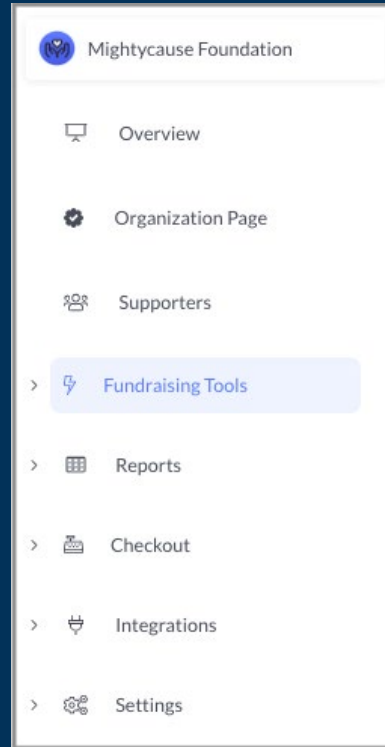 Mightycause Foundation
Overview
Organization Page
Supporters
Fundraising Tools
Reports
Checkout
Integrations
Settings